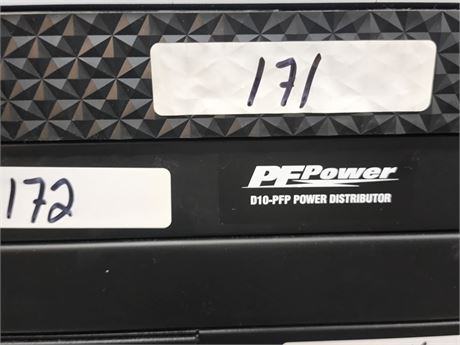 171
172
PFPower
D10-PFP POWER DISTRIBUTOR